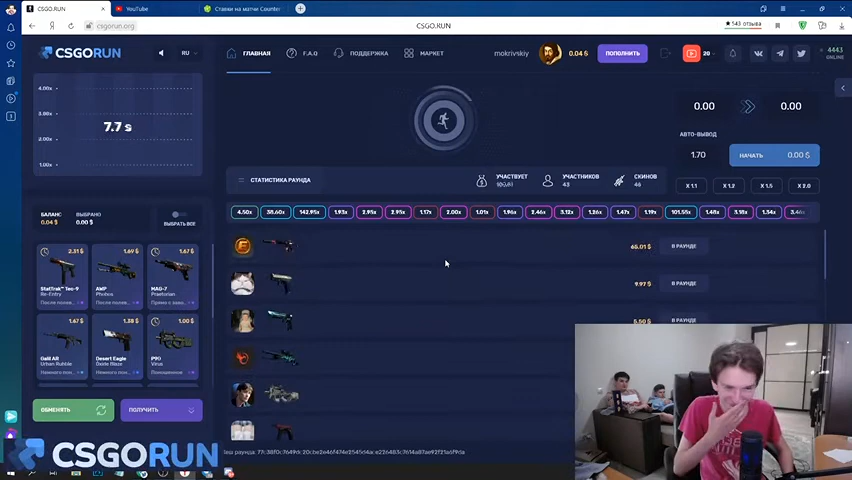 CSGO.RUN
YouTube
Ставки на матчи Counter
csgorun.org
CSGO.RUN
543 отзыва
CSGORUN
RU
ГЛАВНАЯ
F.A.Q
ПОДДЕРЖКА
МАРКЕТ
mokrivskiy
0.04 $
ПОПОЛНИТЬ
20
4443
ONLINE
4.00x
3.00x
2.00x
1.00x
7.7 s
0.00
0.00
АВТО-ВЫВОД
1.70
НАЧАТЬ
0.00 $
X 1.1
X 1.2
X 1.5
X 2.0
СТАТИСТИКА РАУНДА
УЧАСТВУЕТ
УЧАСТНИКОВ
43
СКИНОВ
46
4.50x
38.60x
142.95x
1.93x
2.95x
2.95x
1.17x
2.00x
1.01x
1.96x
2.46x
3.12x
1.26x
1.47x
1.19x
101.55x
1.48x
3.18x
1.34x
БАЛАНС
0.04 $
ВЫБРАНО
0.00 $
ВЫБРАТЬ ВСЕ
2.31 $
StatTrak™ Tec-9
Re-Entry
1.69 $
AWP
Phobos
1.67 $
MAG-7
Praetorian
1.67 $
Galil AR
Urban Rubble
1.38 $
Desert Eagle
Oxide Blaze
1.00 $
P90
Virus
65.01 $
В РАУНДЕ
9.97 $
В РАУНДЕ
5.50 $
В РАУНДЕ
ОБМЕНЯТЬ
ПОЛУЧИТЬ
CSGORUN